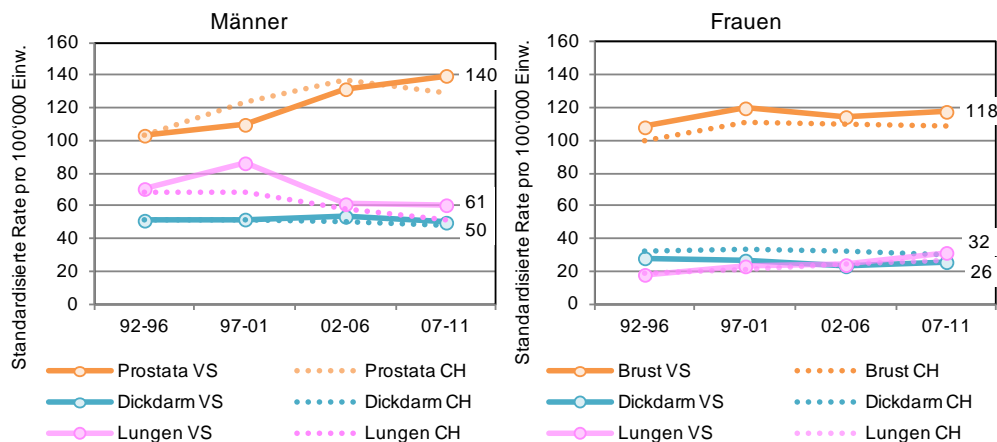 Männer
Standardisierte Rate pro 100'000 Einw.
160
140
120
100
80
60
40
20
0
140
61
50
92-96 97-01 02-06 07-11
Prostata VS Prostata CH
Dickdarm VS Dickdarm CH
Lungen VS Lungen CH
Frauen
Standardisierte Rate pro 100'000 Einw.
160
140
120
100
80
60
40
20
0
118
32
26
92-96 97-01 02-06 07-11
Brust VS Brust CH
Dickdarm VS Dickdarm CH
Lungen VS Lungen CH